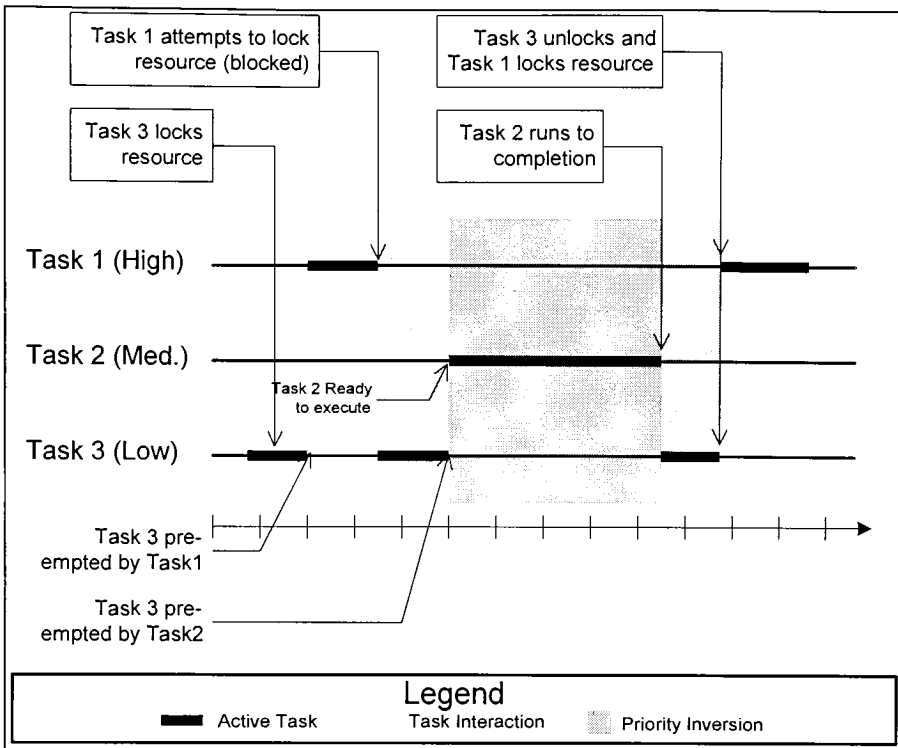 Task 1 attempts to lock
resource (blocked)
Task 3 unlocks and
Task 1 locks resource
Task 3 locks
resource
Task 2 runs to
completion
Task 1 (High)
Task 2 (Med.)
Task 2 Ready
to execute
Task 3 (Low)
Task 3 pre-
empted by Task1
Task 3 pre-
empted by Task2
Legend
Active Task
Task Interaction
Priority Inversion